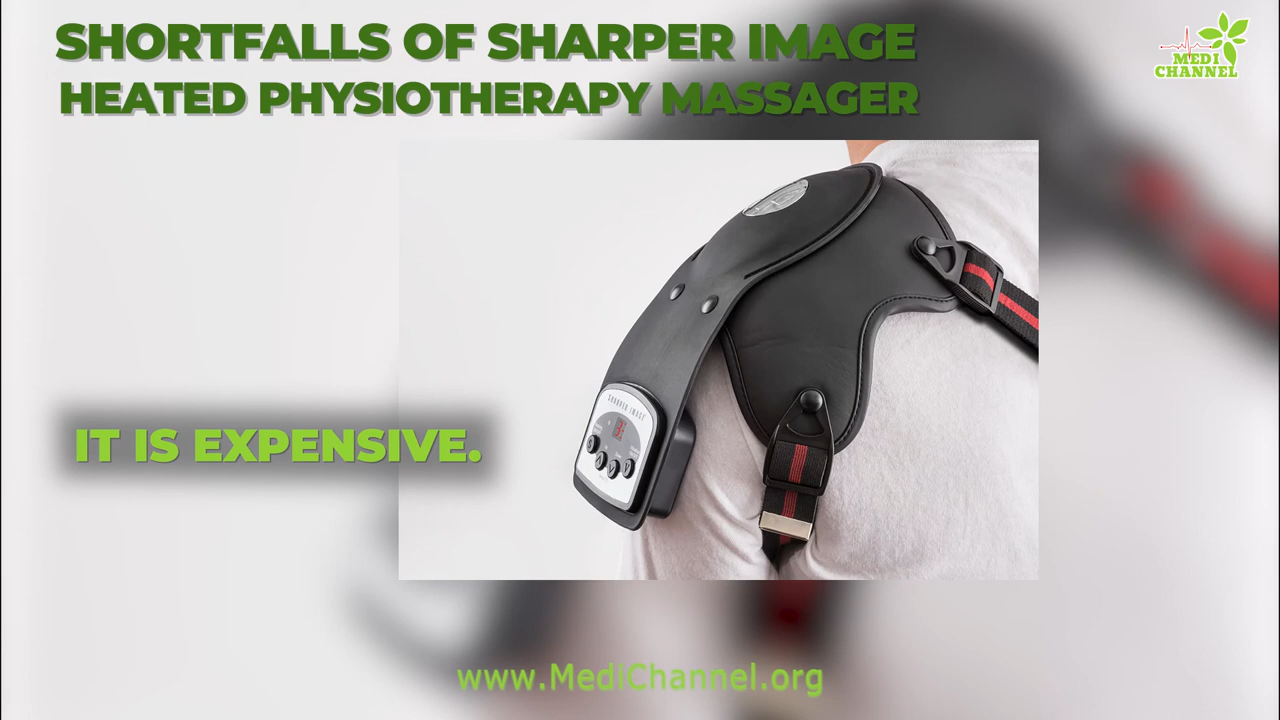 SHORTFALLS OF SHARPER IMAGE
HEATED PHYSIOTHERAPY MASSAGER
MEDI
CHANNEL
SHARPER IMAGE
IT IS EXPENSIVE.
www.MediChannel.org